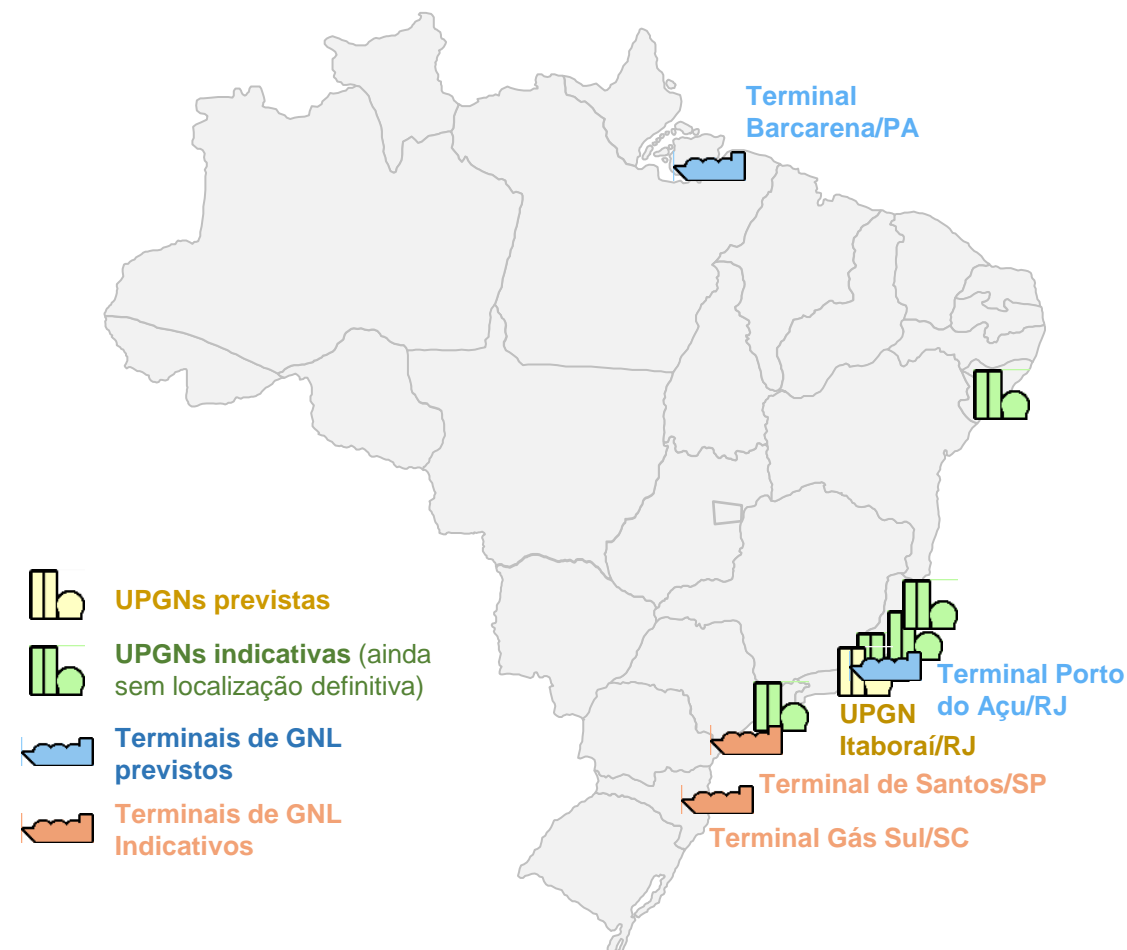 Terminal
Barcarena/PA
UPGNs previstas
UPGNs indicativas (ainda
sem localização definitiva)
Terminais de GNL
previstos
Terminais de GNL
Indicativos
Terminal Porto
do Açu/RJ
UPGN
Itaboraí/RJ
Terminal de Santos/SP
Terminal Gás Sul/SC